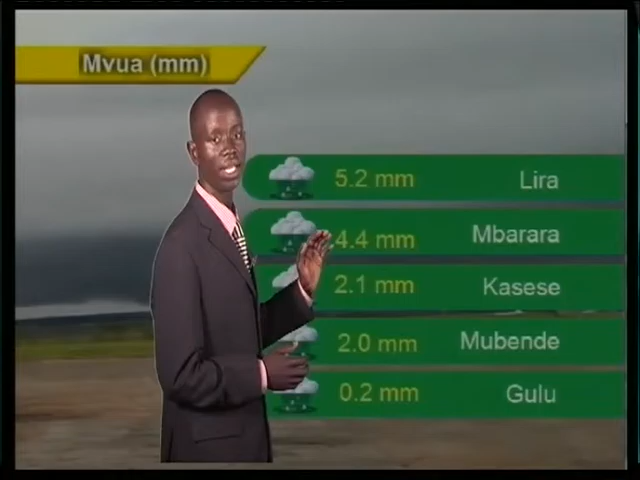 Mvua (mm)
5.2 mm Lira
4.4 mm Mbarara
2.1 mm Kasese
2.0 mm Mubende
0.2 mm Gulu